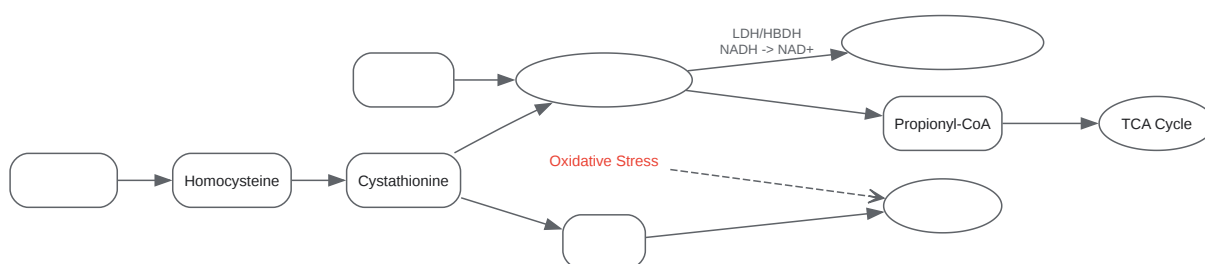 LDH/HBDH
NADH -> NAD+
Propionyl-CoA
TCA Cycle
Oxidative Stress
Homocysteine
Cystathionine